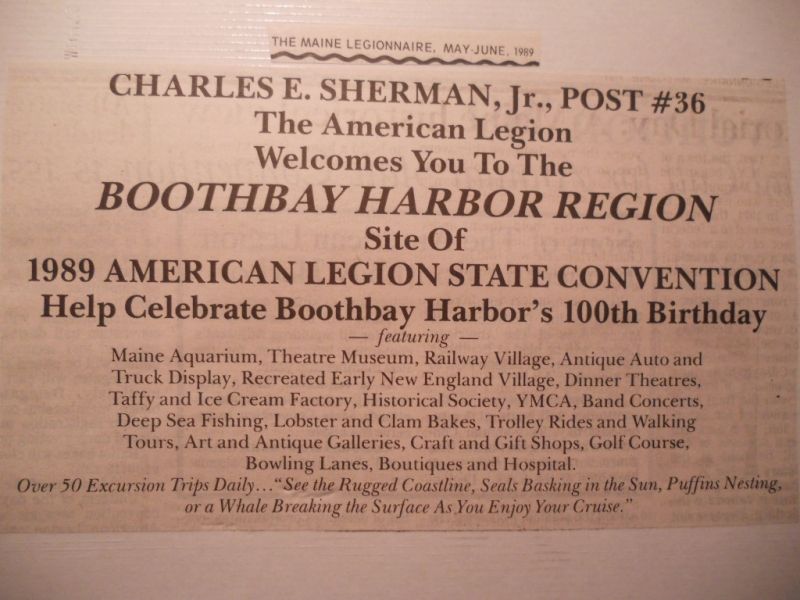 THE MAINE LEGIONNAIRE, MAY-JUNE, 1989
CHARLES E. SHERMAN, Jr., POST #36
The American Legion
Welcomes You To The
BOOTHBAY HARBOR REGION
Site Of
1989 AMERICAN LEGION STATE CONVENTION
Help Celebrate Boothbay Harbor's 100th Birthday
— featuring —
Maine Aquarium, Theatre Museum, Railway Village, Antique Auto and
Truck Display, Recreated Early New England Village, Dinner Theatres,
Taffy and Ice Cream Factory, Historical Society, YMCA, Band Concerts,
Deep Sea Fishing, Lobster and Clam Bakes, Trolley Rides and Walking
Tours, Art and Antique Galleries, Craft and Gift Shops, Golf Course,
Bowling Lanes, Boutiques and Hospital.
Over 50 Excursion Trips Daily..."See the Rugged Coastline, Seals Basking in the Sun, Puffins Nesting,
or a Whale Breaking the Surface As You Enjoy Your Cruise."